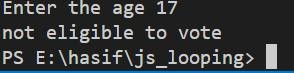 Enter the age 17
not eligible to vote
PS E:\hasif\js_looping>